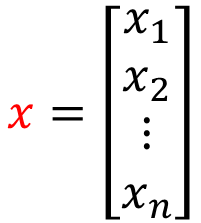 x = [x₁
x₂
⋮
xₙ]